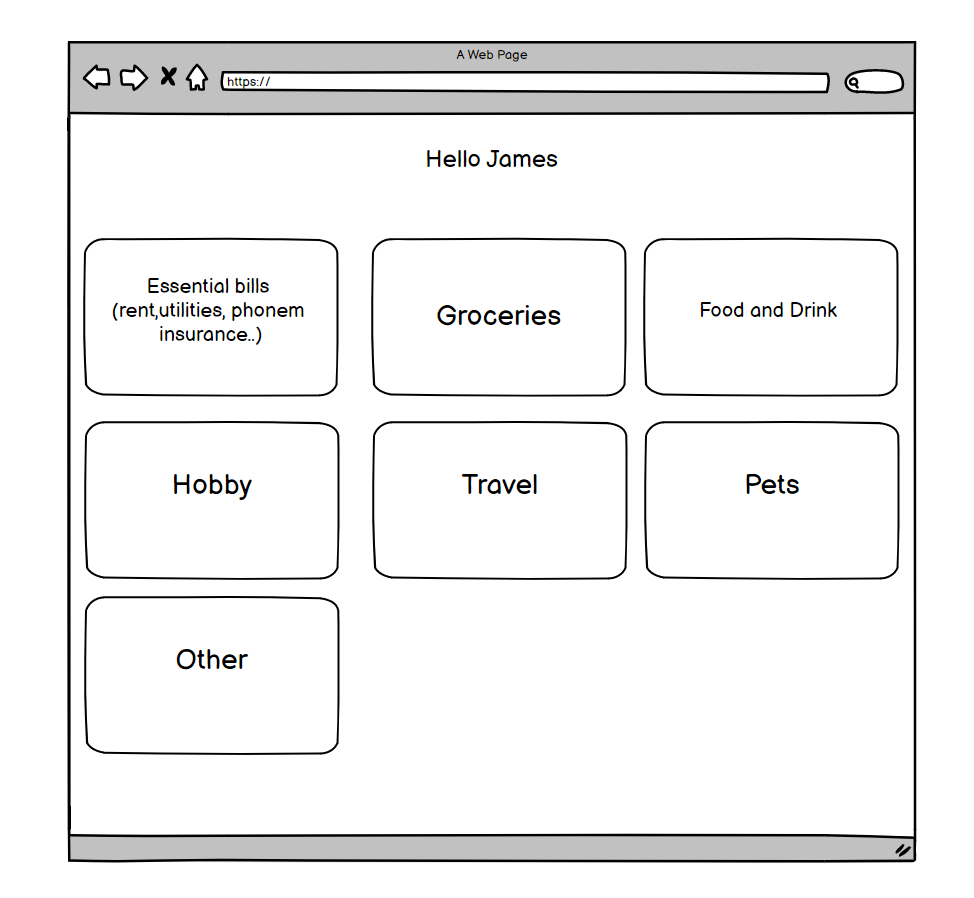 A Web Page
https://
Hello James
Essential bills
(rent,utilities, phonem
insurance..)
Groceries
Food and Drink
Hobby
Travel
Pets
Other